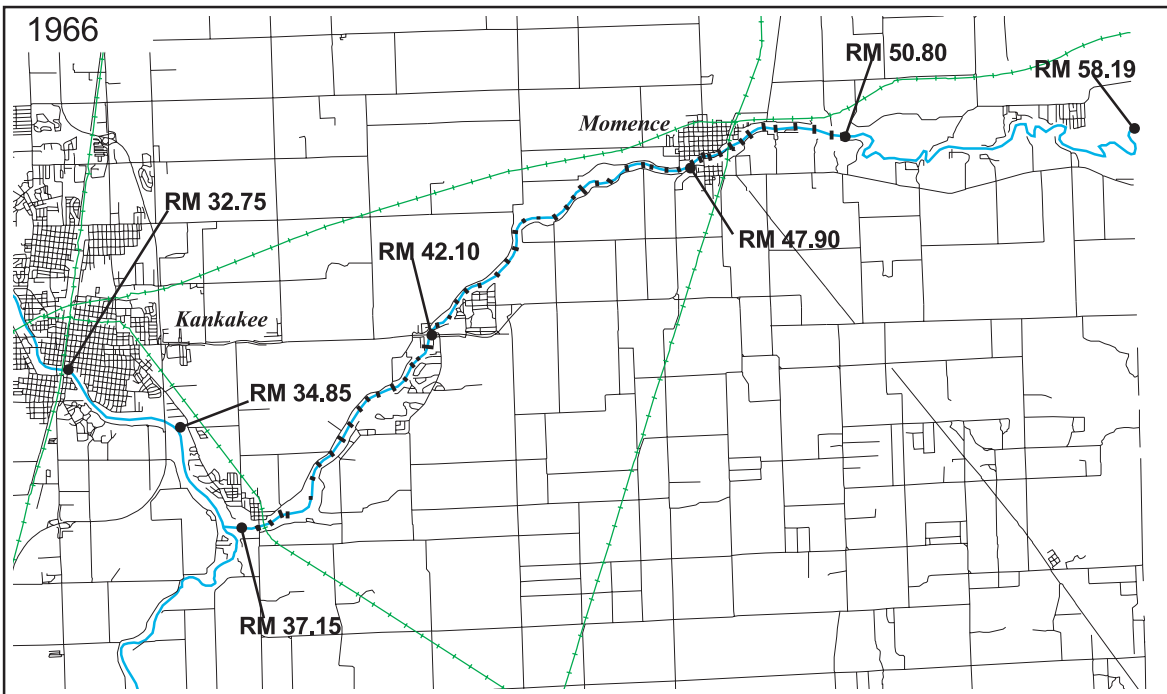 1966
RM 50.80
RM 58.19
Momence
RM 32.75
RM 47.90
RM 42.10
Kankakee
RM 34.85
RM 37.15